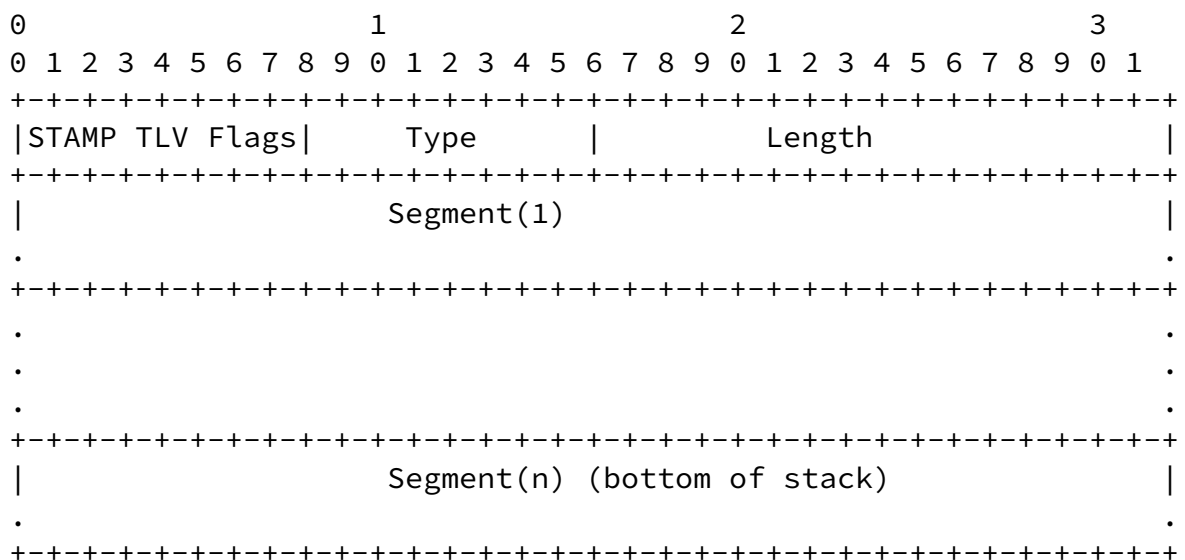 0                   1                   2                   3
0 1 2 3 4 5 6 7 8 9 0 1 2 3 4 5 6 7 8 9 0 1 2 3 4 5 6 7 8 9 0 1
+-+-+-+-+-+-+-+-+-+-+-+-+-+-+-+-+-+-+-+-+-+-+-+-+-+-+-+-+-+-+-+-+
|STAMP TLV Flags|     Type      |         Length                |
+-+-+-+-+-+-+-+-+-+-+-+-+-+-+-+-+-+-+-+-+-+-+-+-+-+-+-+-+-+-+-+-+
|                    Segment(1)                                 |
.                                                               .
+-+-+-+-+-+-+-+-+-+-+-+-+-+-+-+-+-+-+-+-+-+-+-+-+-+-+-+-+-+-+-+-+
.                                                               .
.                                                               .
.                                                               .
+-+-+-+-+-+-+-+-+-+-+-+-+-+-+-+-+-+-+-+-+-+-+-+-+-+-+-+-+-+-+-+-+
|                    Segment(n) (bottom of stack)               |
.                                                               .
+-+-+-+-+-+-+-+-+-+-+-+-+-+-+-+-+-+-+-+-+-+-+-+-+-+-+-+-+-+-+-+-+